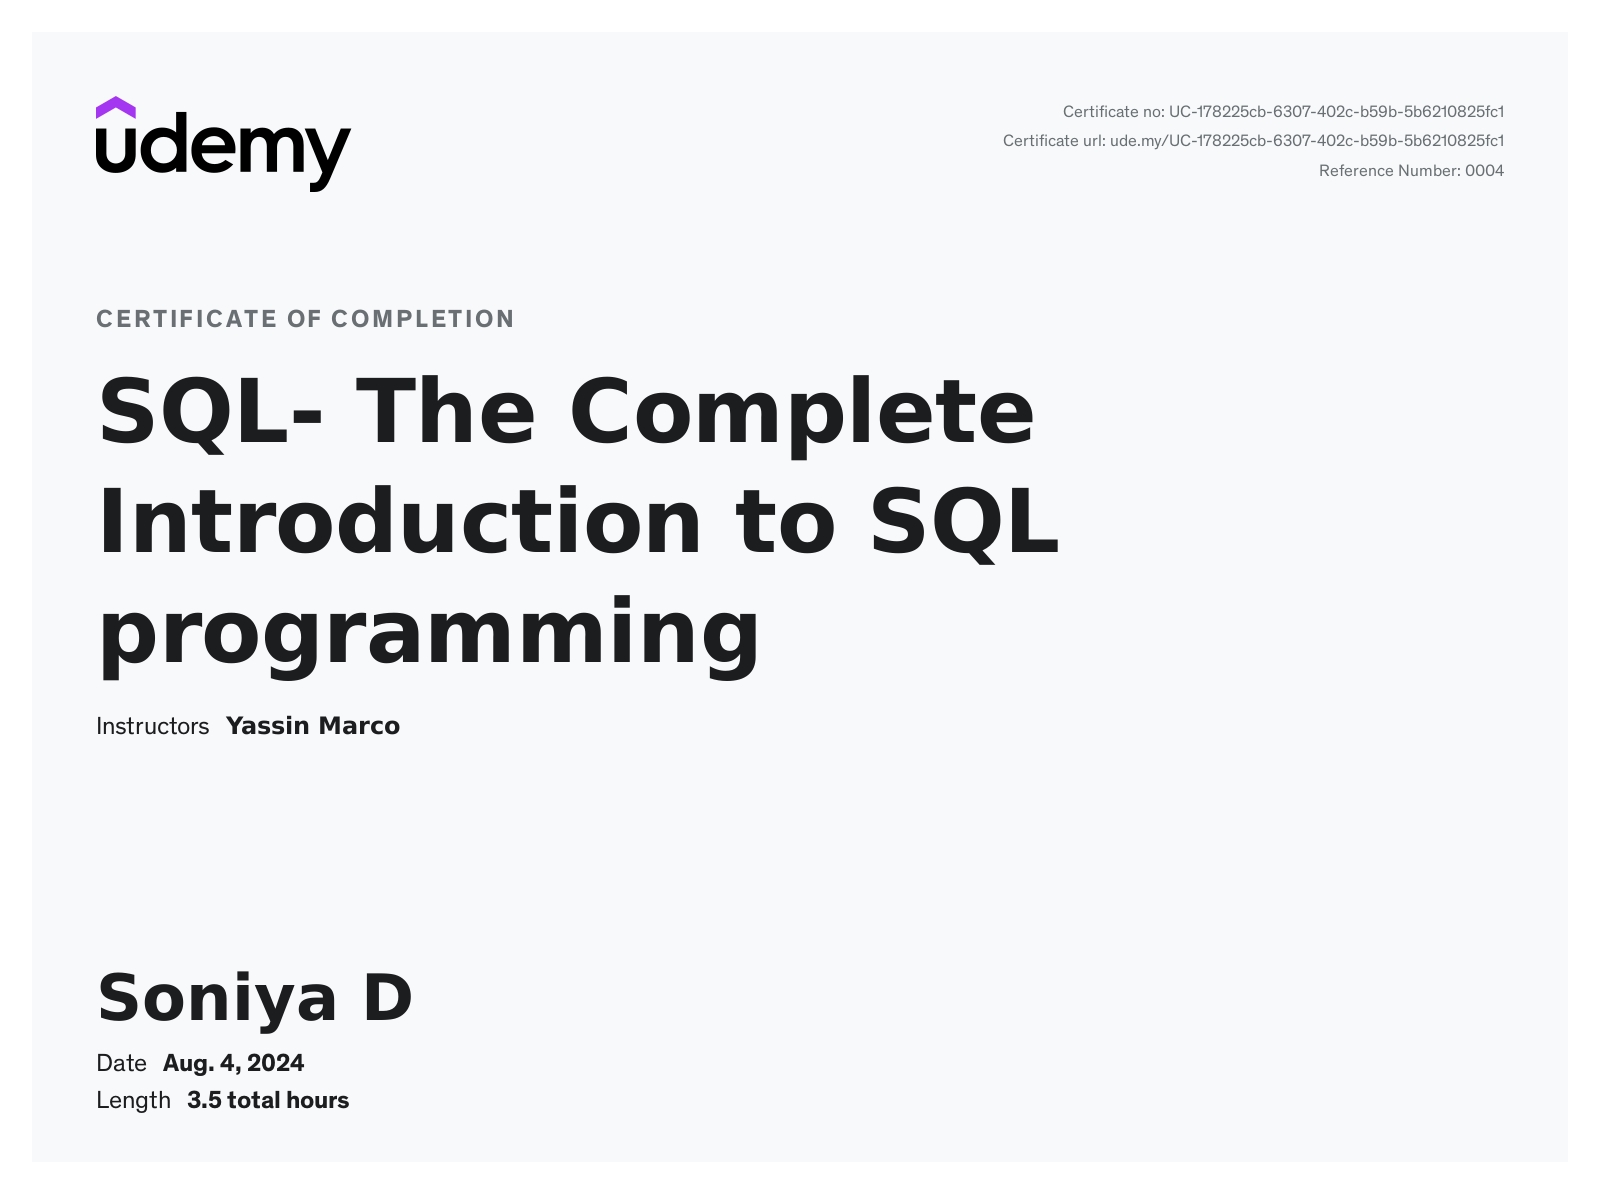 udemy
Certificate no: UC-178225cb-6307-402c-b59b-5b6210825fc1
Certificate url: ude.my/UC-178225cb-6307-402c-b59b-5b6210825fc1
Reference Number: 0004
CERTIFICATE OF COMPLETION
SQL- The Complete
Introduction to SQL
programming
Instructors Yassin Marco
Soniya D
Date Aug. 4, 2024
Length 3.5 total hours